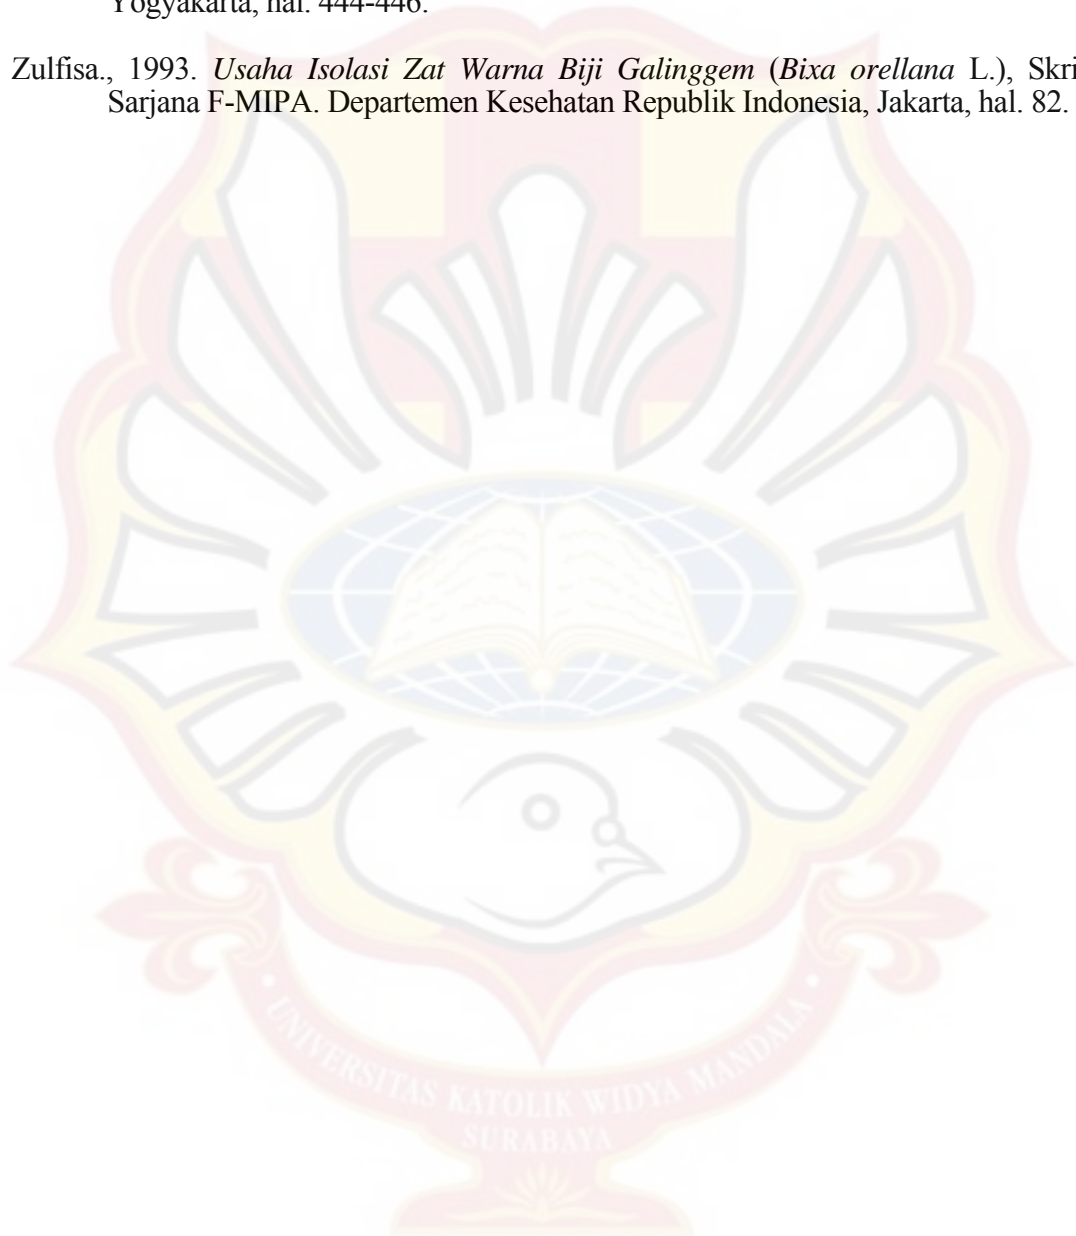 Yogyakarta, hal. 444-446.
Zulfisa., 1993. Usaha Isolasi Zat Warna Biji Galinggem (Bixa orellana L.), Skri
Sarjana F-MIPA. Departemen Kesehatan Republik Indonesia, Jakarta, hal. 82.
• UNIVERSITAS KATOLIK WIDYA MANDALA •
SURABAYA